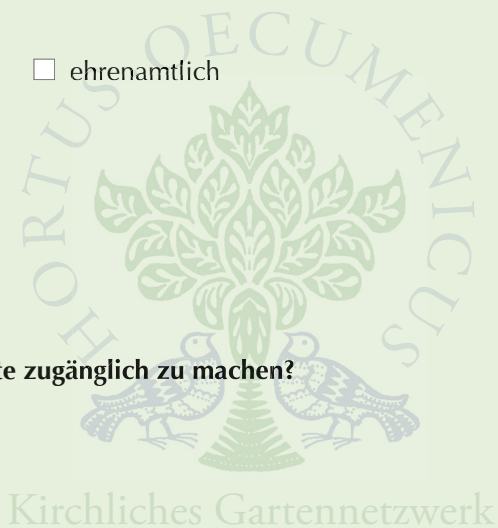 ehrenamtlich
HORTUS OECUMENICUS
te zugänglich zu machen?
Kirchliches Gartennetzwerk